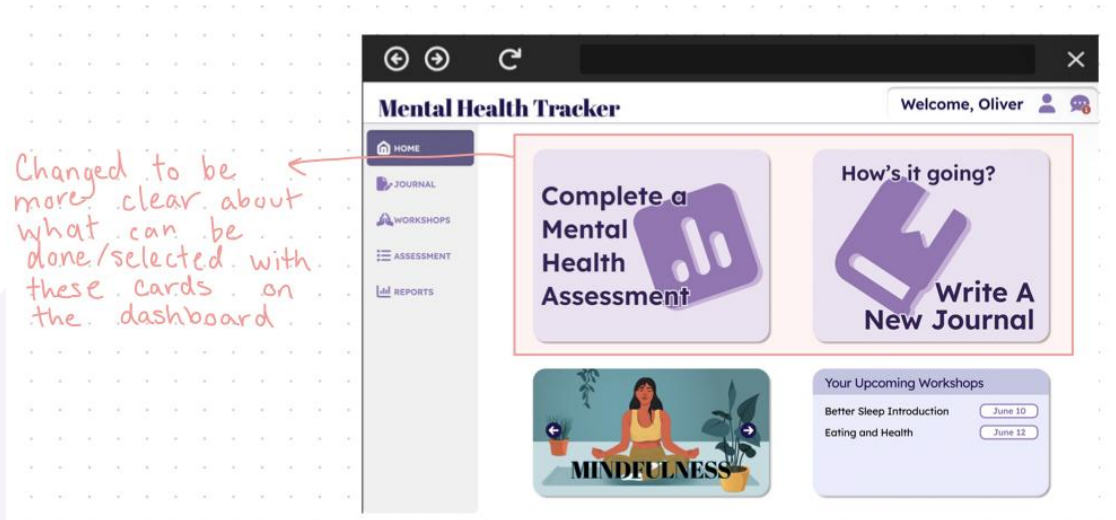 Mental Health Tracker
Welcome, Oliver
1
Changed to be
more clear about
what can be
done/selected with
these cards on
the dashboard
HOME
JOURNAL
WORKSHOPS
ASSESSMENT
REPORTS
Complete a
Mental
Health
Assessment
How's it going?
Write A
New Journal
MINDFULNESS
Your Upcoming Workshops
Better Sleep Introduction June 10
Eating and Health June 12